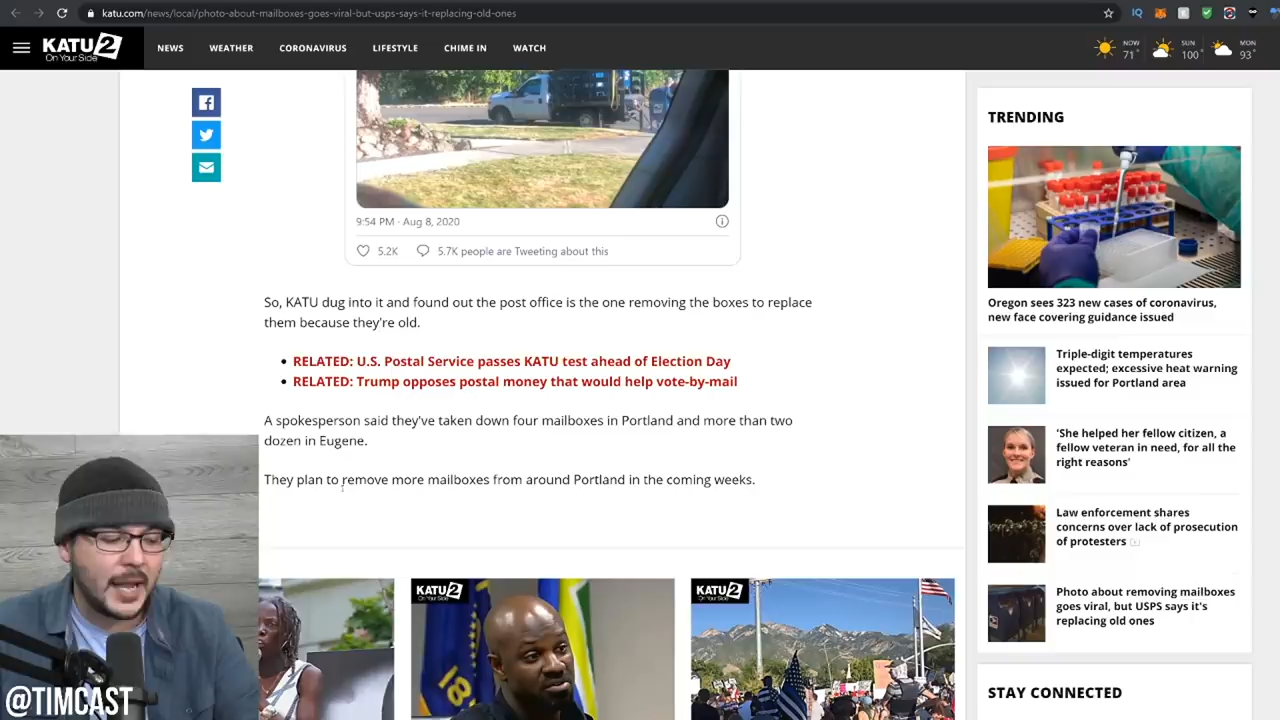 katu.com/news/local/photo-about-mailboxes-goes-viral-but-usps-says-it-replacing-old-ones
KATU 2
On Your Side
NEWS
WEATHER
CORONAVIRUS
LIFESTYLE
CHIME IN
WATCH
NOW
71°
SUN
100°
MON
93°
9:54 PM · Aug 8, 2020
5.2K
5.7K people are Tweeting about this
So, KATU dug into it and found out the post office is the one removing the boxes to replace
them because they're old.
• RELATED: U.S. Postal Service passes KATU test ahead of Election Day
• RELATED: Trump opposes postal money that would help vote-by-mail
A spokesperson said they've taken down four mailboxes in Portland and more than two
dozen in Eugene.
They plan to remove more mailboxes from around Portland in the coming weeks.
KATU 2
On Your Side
KATU 2
On Your Side
@TIMCAST
TRENDING
Oregon sees 323 new cases of coronavirus,
new face covering guidance issued
Triple-digit temperatures
expected; excessive heat warning
issued for Portland area
'She helped her fellow citizen, a
fellow veteran in need, for all the
right reasons'
Law enforcement shares
concerns over lack of prosecution
of protesters
Photo about removing mailboxes
goes viral, but USPS says it's
replacing old ones
STAY CONNECTED